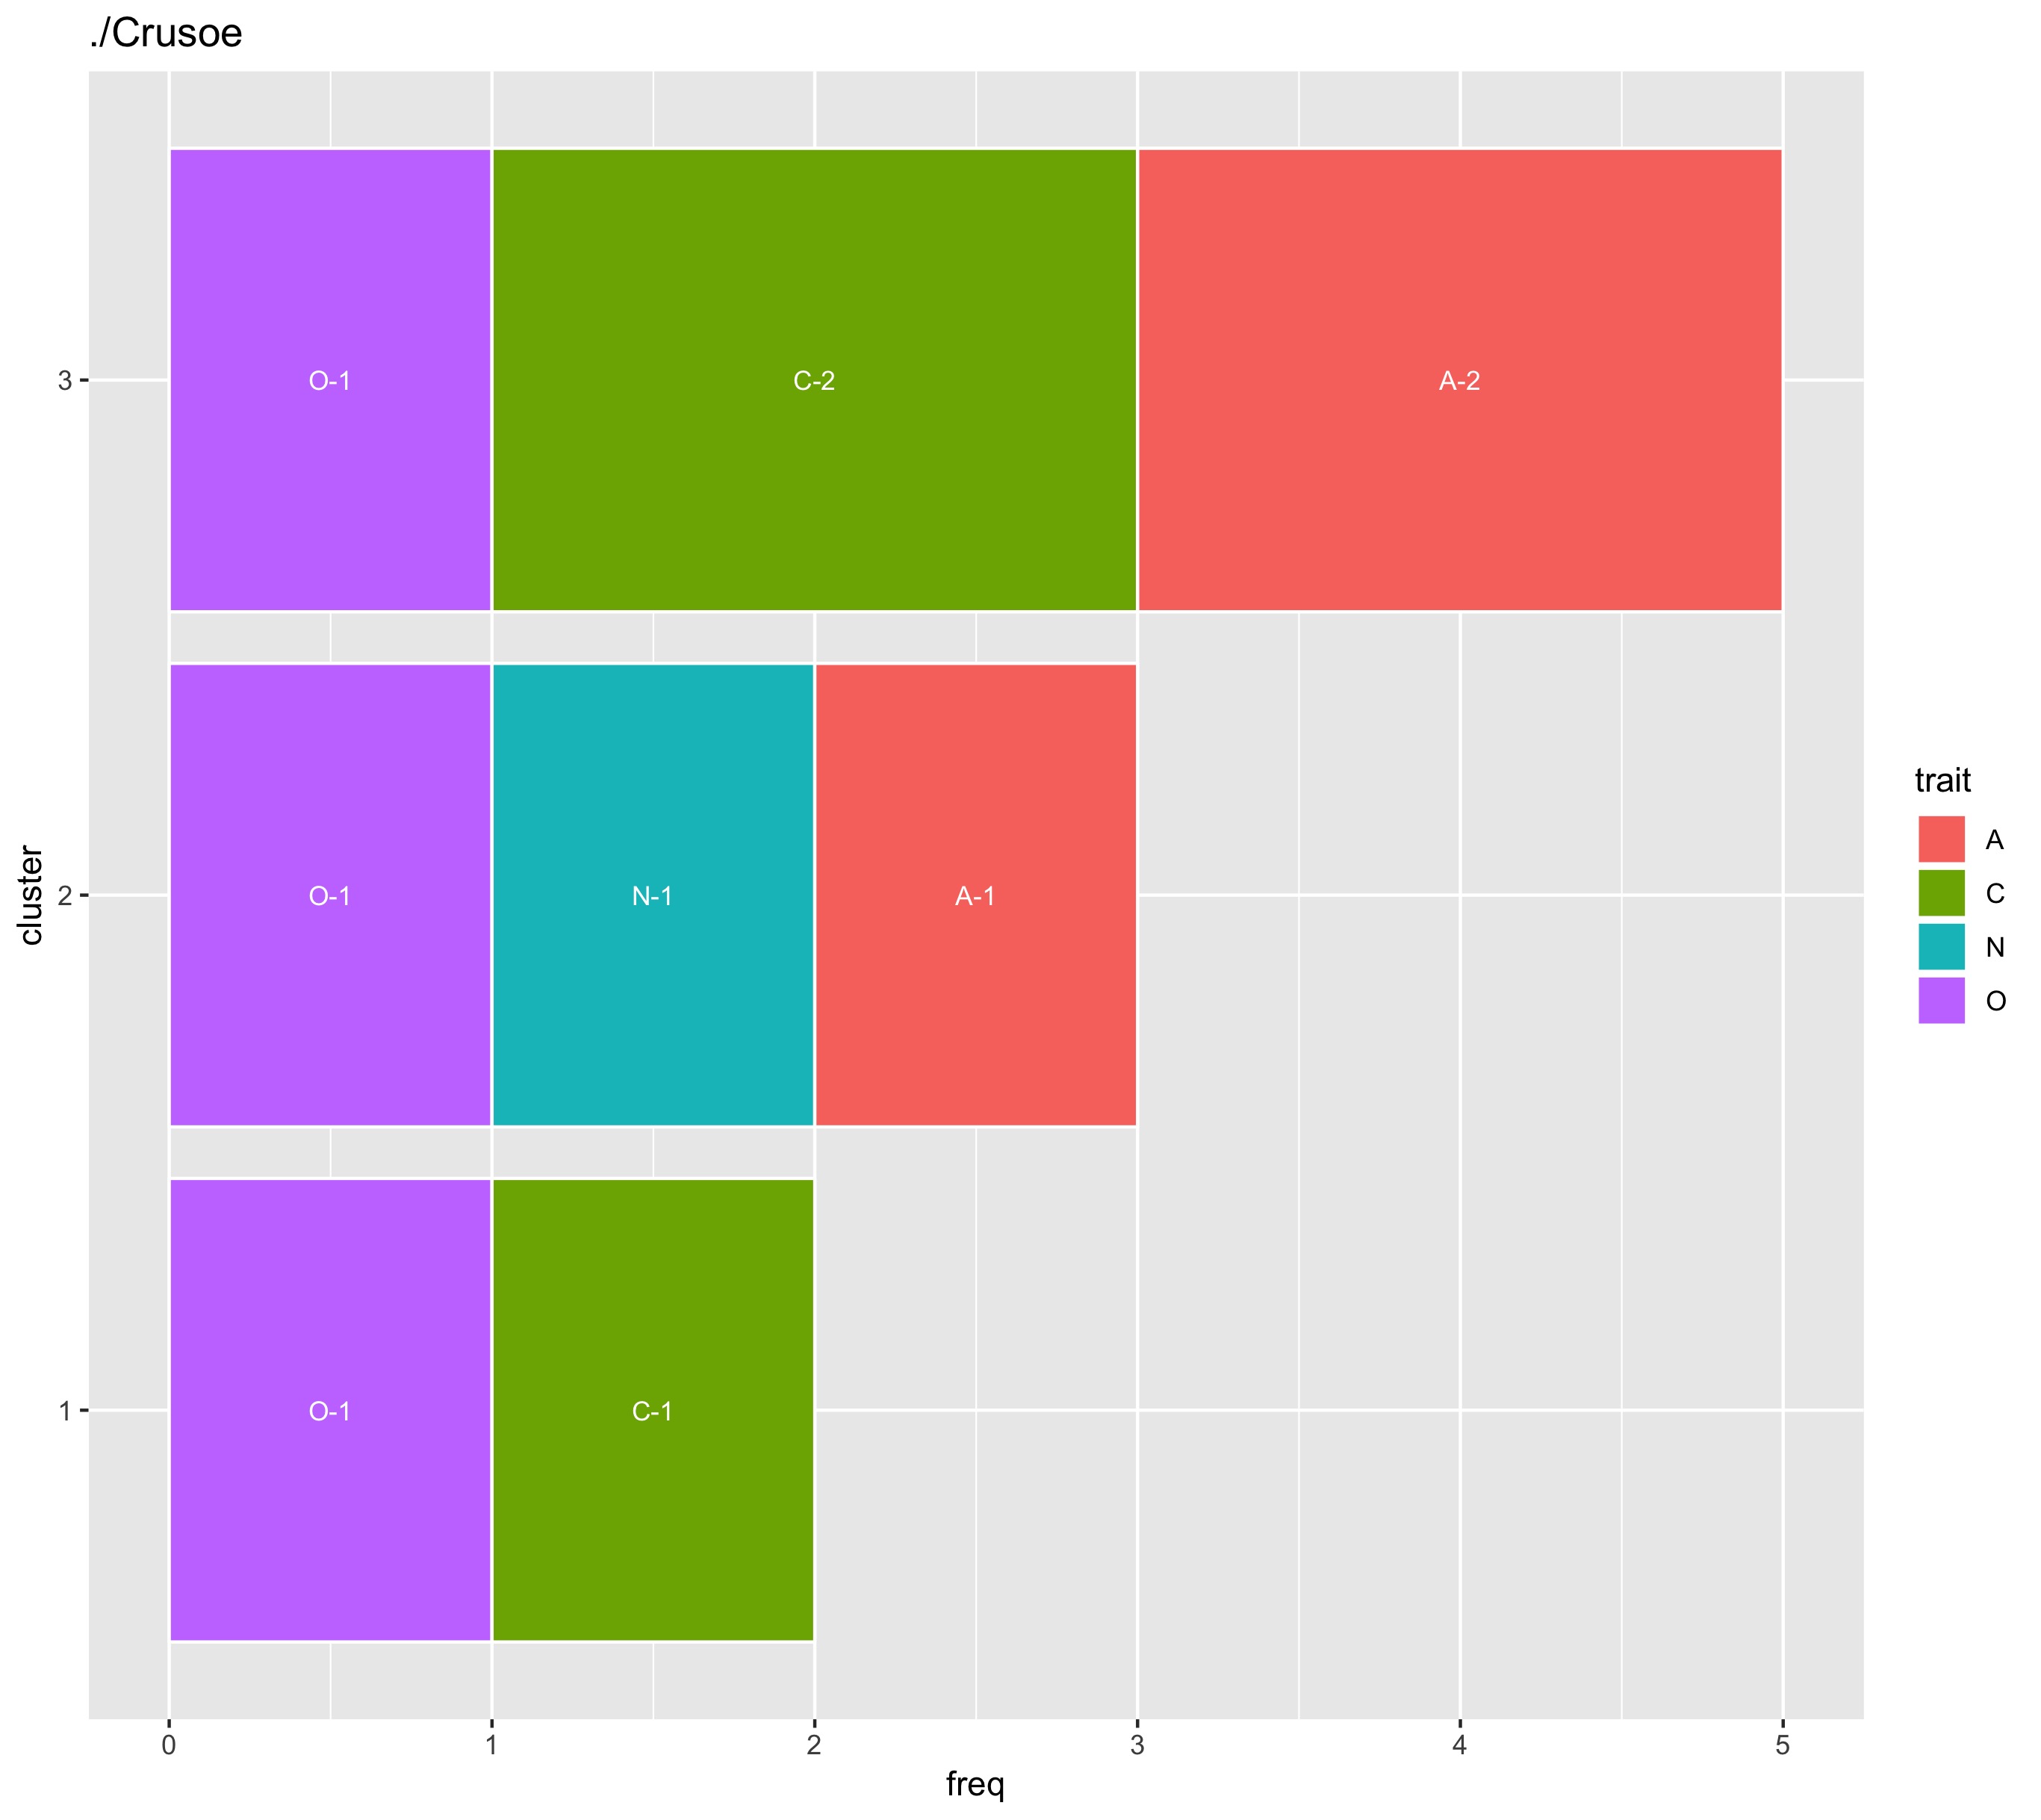 ./Crusoe
3
O-1
C-2
A-2
2
O-1
N-1
A-1
1
O-1
C-1
0 1 2 3 4 5
freq
cluster
trait
A
C
N
O